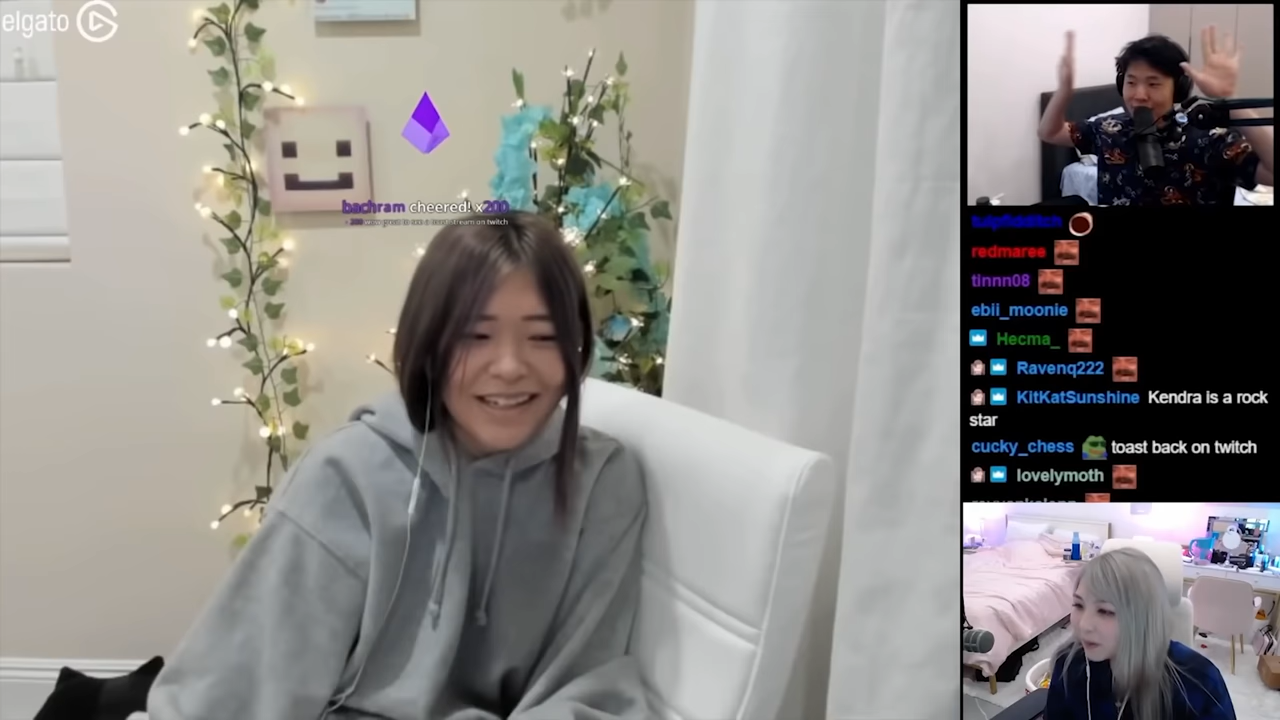 elgato
bachram cheered! x200
redmaree
tinnn08
ebii_moonie
Hecma_
Ravenq222
KitKatSunshine Kendra is a rock
star
cucky_chess toast back on twitch
lovelymoth